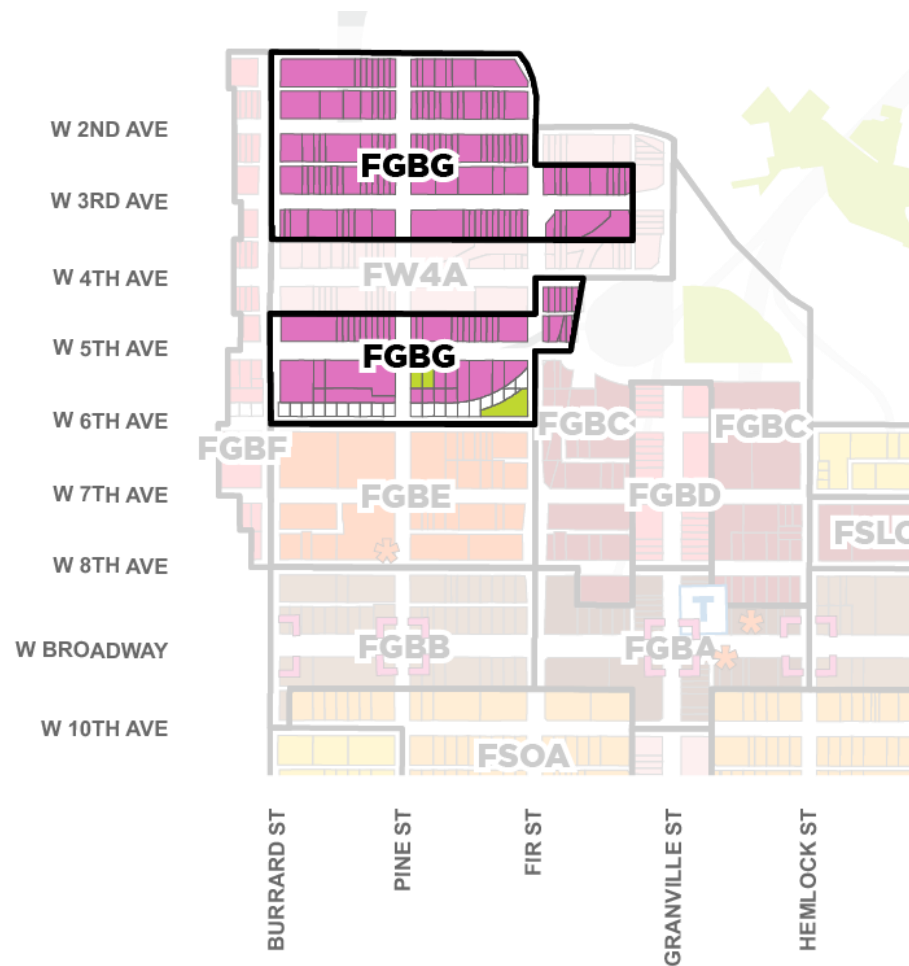 W 2ND AVE
FGBG
W 3RD AVE
W 4TH AVE
FW4A
W 5TH AVE
FGBG
W 6TH AVE
FGBC
FGBC
FGBF
W 7TH AVE
FGBE
FGBD
FSLC
W 8TH AVE
T
W BROADWAY
FGBB
FGBA
W 10TH AVE
FSOA
BURRARD ST
PINE ST
FIR ST
GRANVILLE ST
HEMLOCK ST